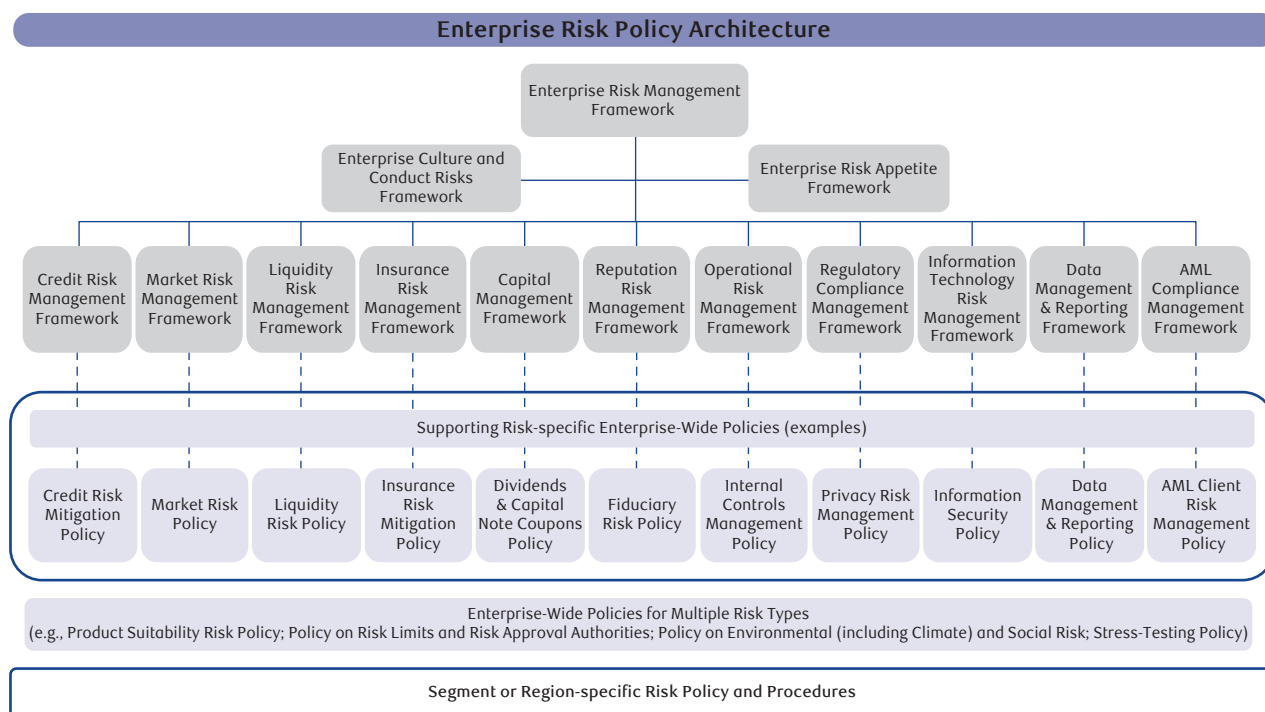 Enterprise Risk Policy Architecture
Enterprise Risk Management
Framework
Enterprise Culture and
Conduct Risks
Framework
Enterprise Risk Appetite
Framework
Credit Risk
Management
Framework
Market Risk
Management
Framework
Liquidity
Risk
Management
Framework
Insurance
Risk
Management
Framework
Capital
Management
Framework
Reputation
Risk
Management
Framework
Operational
Risk
Management
Framework
Regulatory
Compliance
Management
Framework
Information
Technology
Risk
Management
Framework
Data
Management
& Reporting
Framework
AML
Compliance
Management
Framework
Supporting Risk-specific Enterprise-Wide Policies (examples)
Credit Risk
Mitigation
Policy
Market Risk
Policy
Liquidity
Risk Policy
Insurance
Risk
Mitigation
Policy
Dividends
& Capital
Note Coupons
Policy
Fiduciary
Risk Policy
Internal
Controls
Management
Policy
Privacy Risk
Management
Policy
Information
Security
Policy
Data
Management
& Reporting
Policy
AML Client
Risk
Management
Policy
Enterprise-Wide Policies for Multiple Risk Types
(e.g., Product Suitability Risk Policy; Policy on Risk Limits and Risk Approval Authorities; Policy on Environmental (including Climate) and Social Risk; Stress-Testing Policy)
Segment or Region-specific Risk Policy and Procedures